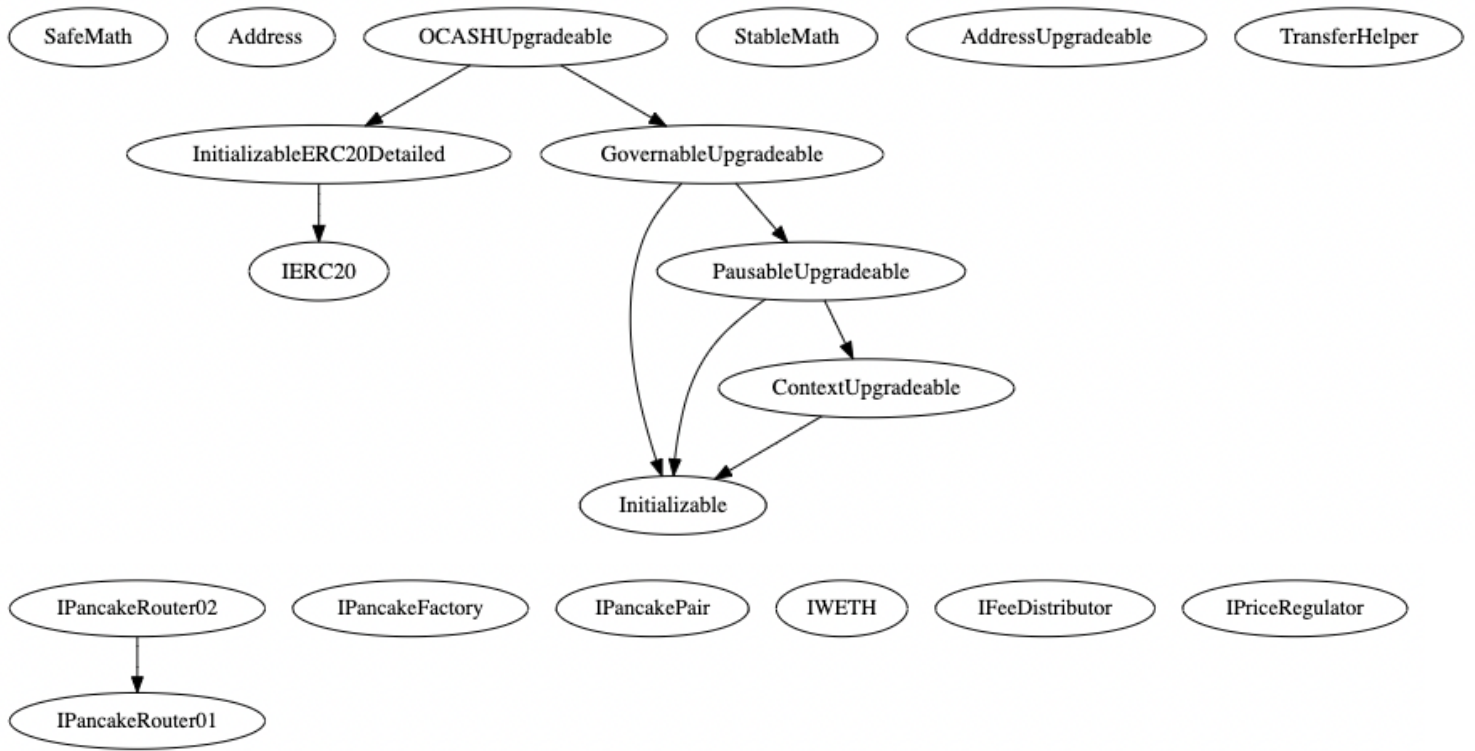 SafeMath
Address
OCASHUpgradeable
StableMath
AddressUpgradeable
TransferHelper
InitializableERC20Detailed
GovernableUpgradeable
IERC20
PausableUpgradeable
ContextUpgradeable
Initializable
IPancakeRouter02
IPancakeFactory
IPancakePair
IWETH
IFeeDistributor
IPriceRegulator
IPancakeRouter01